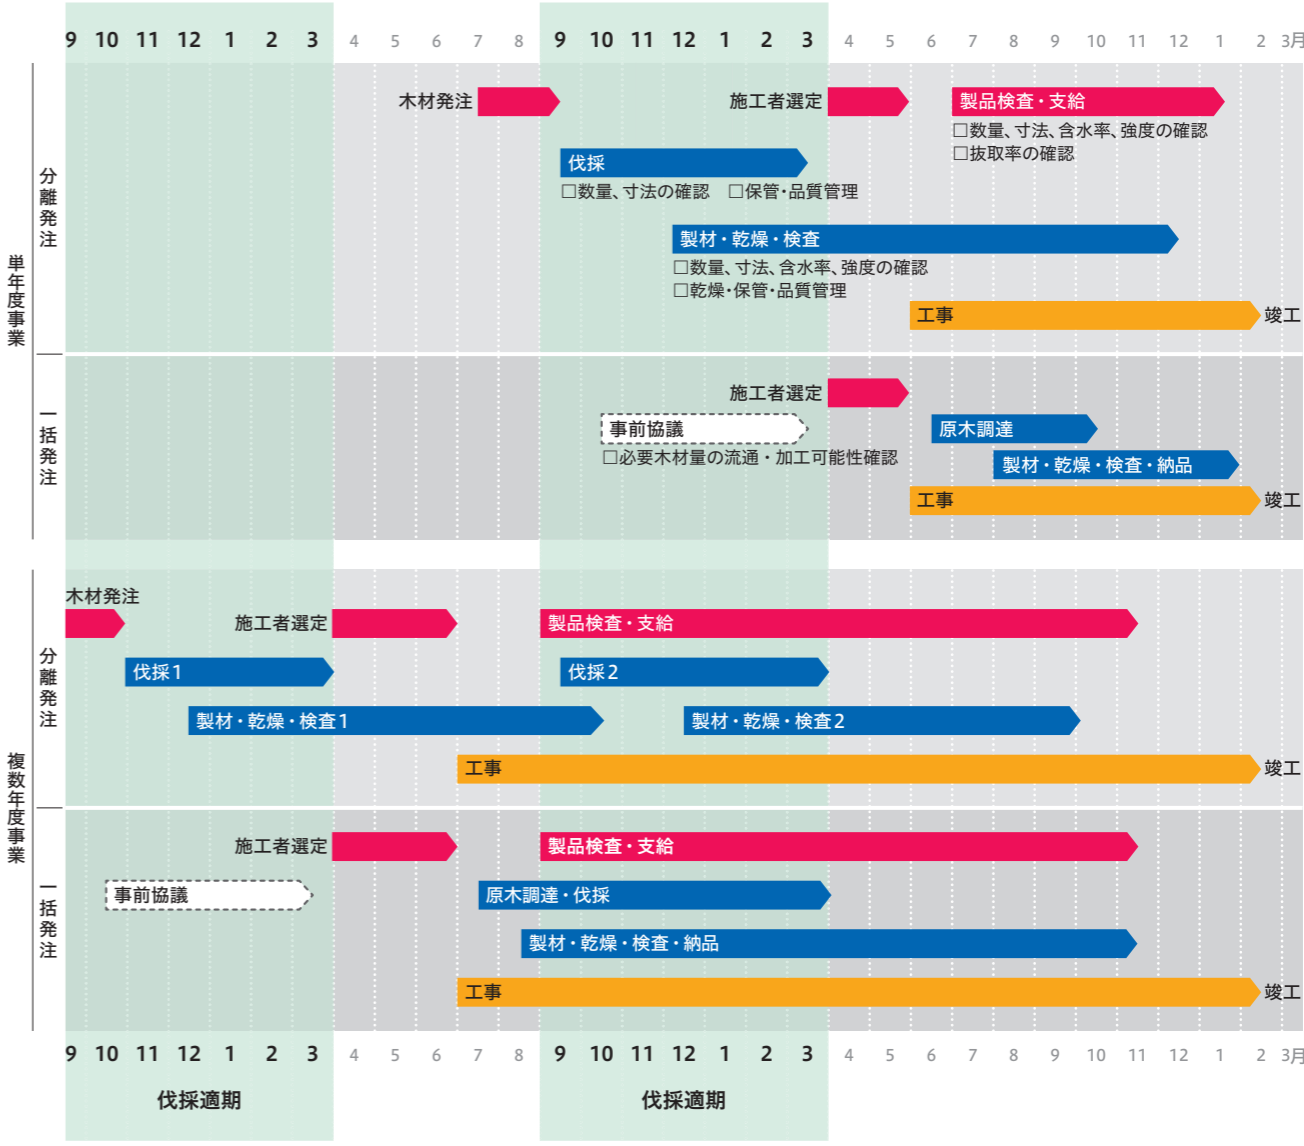 9 10 11 12 1 2 3 4 5 6 7 8 9 10 11 12 1 2 3 4 5 6 7 8 9 10 11 12 1 2 3月
単年度事業
分離発注
木材発注
施工者選定
製品検査・支給
□数量、寸法、含水率、強度の確認
□抜取率の確認
伐採
□数量、寸法の確認 □保管・品質管理
製材・乾燥・検査
□数量、寸法、含水率、強度の確認
□乾燥・保管・品質管理
工事
竣工
一括発注
施工者選定
事前協議
□必要木材量の流通・加工可能性確認
原木調達
製材・乾燥・検査・納品
工事
竣工
複数年度事業
分離発注
木材発注
施工者選定
製品検査・支給
伐採1
伐採2
製材・乾燥・検査1
製材・乾燥・検査2
工事
竣工
一括発注
施工者選定
製品検査・支給
事前協議
原木調達・伐採
製材・乾燥・検査・納品
工事
竣工
9 10 11 12 1 2 3 4 5 6 7 8 9 10 11 12 1 2 3 4 5 6 7 8 9 10 11 12 1 2 3月
伐採適期
伐採適期